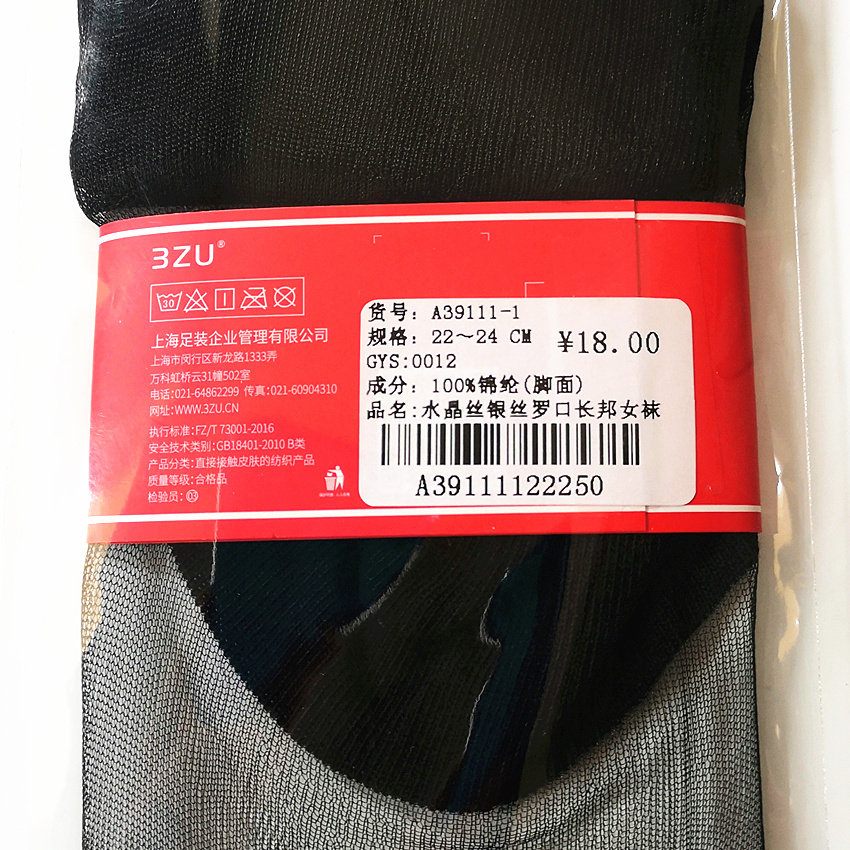 3ZU®
30
上海足装企业管理有限公司
上海市闵行区新龙路1333弄
万科虹桥云31幢502室
电话:021-64862299 传真:021-60904310
网址:WWW.3ZU.CN
执行标准:FZ/T 73001-2016
安全技术类别:GB18401-2010 B类
产品分类:直接接触皮肤的纺织产品
质量等级:合格品
检验员:03
货号: A39111-1
规格: 22～24 CM
¥18.00
GYS:0012
成分: 100%锦纶(脚面)
品名:水晶丝银丝罗口长邦女袜
A39111122250